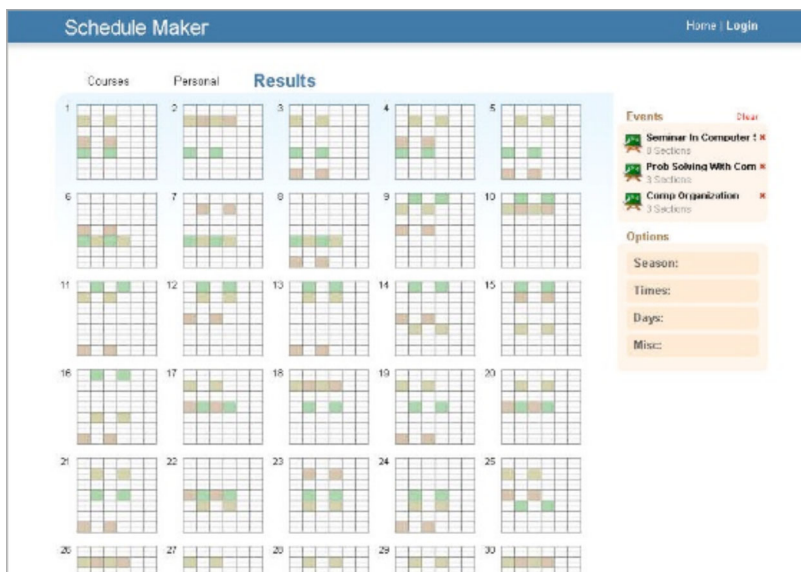 Schedule Maker
Home | Login
Courses Personal Results
1 2 3 4 5
6 7 8 9 10
11 12 13 14 15
16 17 18 19 20
21 22 23 24 25
26 27 28 29 30
Events Clear
Seminar In Computer S
0 Sections
Prob Solving With Com
3 Sections
Comp Organization
3 Sections
Options
Season:
Times:
Days:
Misc: